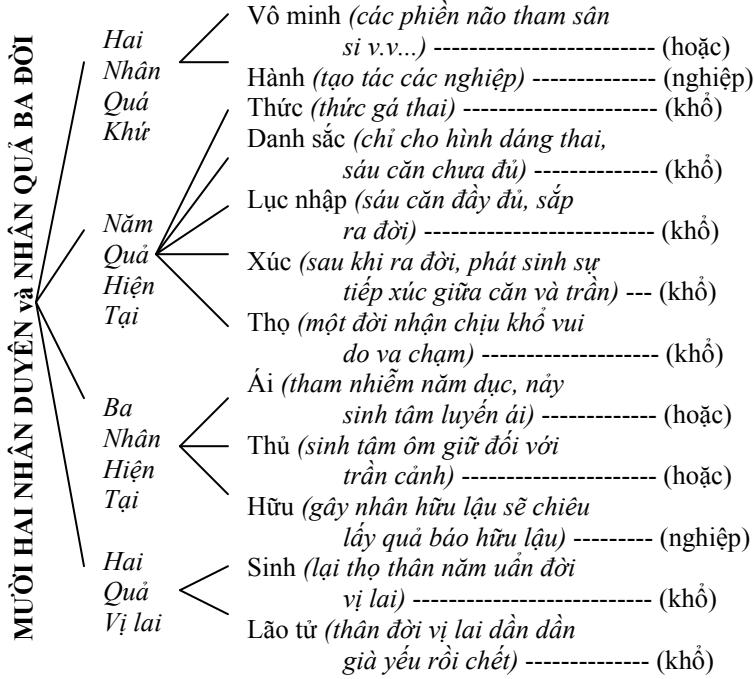 MƯỜI HAI NHÂN DUYÊN và NHÂN QUẢ BA ĐỜI
Hai
Nhân
Quá
Khứ
Vô minh (các phiền não tham sân
si v.v...) -------------------------- (hoặc)
Hành (tạo tác các nghiệp) --------------- (nghiệp)
Năm
Quả
Hiện
Tại
Thức (thức gá thai) ----------------------- (khổ)
Danh sắc (chỉ cho hình dáng thai,
sáu căn chưa đủ) --------------- (khổ)
Lục nhập (sáu căn đầy đủ, sắp
ra đời) --------------------------- (khổ)
Xúc (sau khi ra đời, phát sinh sự
tiếp xúc giữa căn và trần) --- (khổ)
Thọ (một đời nhận chịu khổ vui
do va chạm) --------------------- (khổ)
Ba
Nhân
Hiện
Tại
Ái (tham nhiễm năm dục, nảy
sinh tâm luyến ái) -------------- (hoặc)
Thủ (sinh tâm ôm giữ đối với
trần cảnh) ----------------------- (hoặc)
Hữu (gây nhân hữu lậu sẽ chiêu
lấy quả báo hữu lậu) --------- (nghiệp)
Hai
Quả
Vị lai
Sinh (lại thọ thân năm uẩn đời
vị lai) ---------------------------- (khổ)
Lão tử (thân đời vị lai dần dần
già yếu rồi chết) -------------- (khổ)